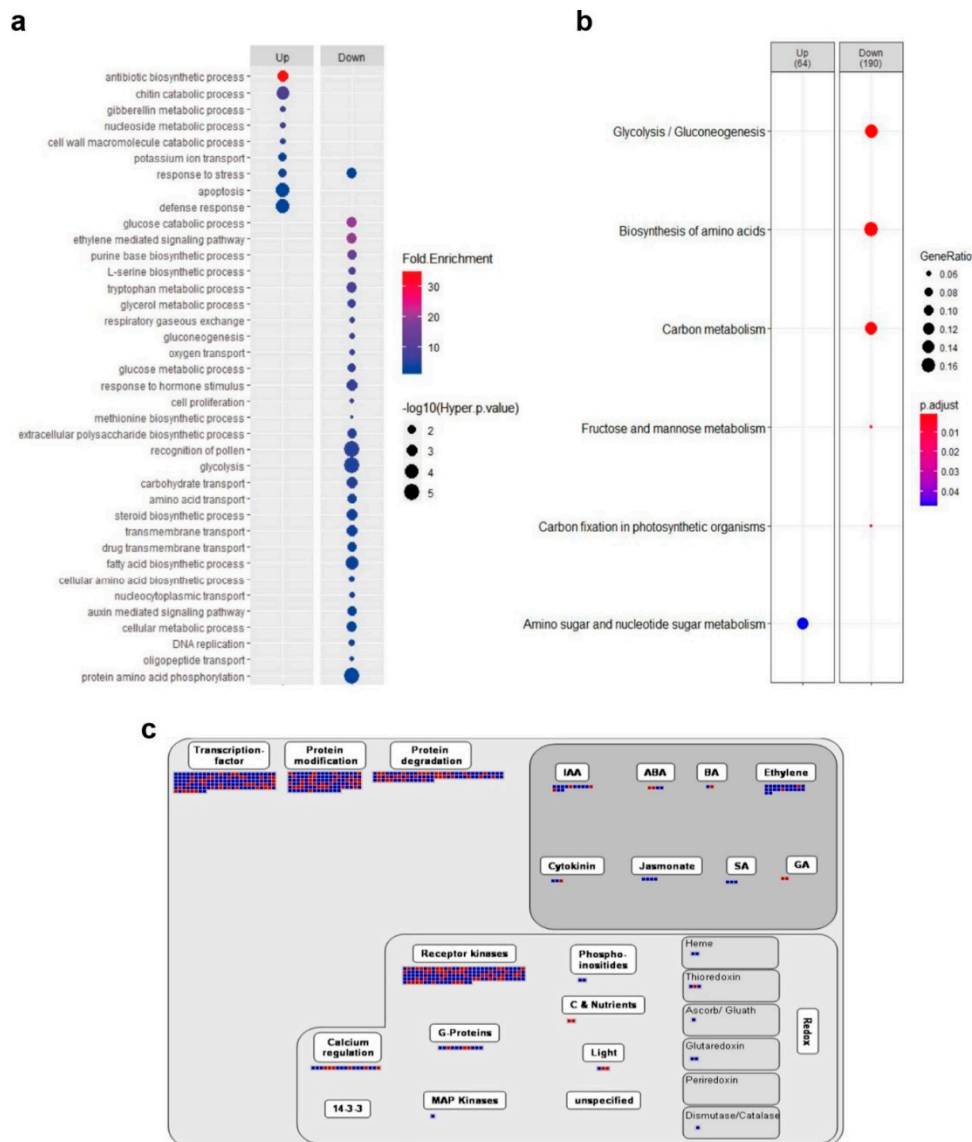 a
Up
Down
antibiotic biosynthetic process
chitin catabolic process
gibberellin metabolic process
nucleoside metabolic process
cell wall macromolecule catabolic process
potassium ion transport
response to stress
apoptosis
defense response
glucose catabolic process
ethylene mediated signaling pathway
purine base biosynthetic process
L-serine biosynthetic process
tryptophan metabolic process
glycerol metabolic process
respiratory gaseous exchange
gluconeogenesis
oxygen transport
glucose metabolic process
response to hormone stimulus
cell proliferation
methionine biosynthetic process
extracellular polysaccharide biosynthetic process
recognition of pollen
glycolysis
carbohydrate transport
amino acid transport
steroid biosynthetic process
transmembrane transport
drug transmembrane transport
fatty acid biosynthetic process
cellular amino acid biosynthetic process
nucleocytoplasmic transport
auxin mediated signaling pathway
cellular metabolic process
DNA replication
oligopeptide transport
protein amino acid phosphorylation
Fold.Enrichment
30
20
10
-log10(Hyper.p.value)
2
3
4
5
b
Up
(64)
Down
(190)
Glycolysis / Gluconeogenesis
Biosynthesis of amino acids
Carbon metabolism
Fructose and mannose metabolism
Carbon fixation in photosynthetic organisms
Amino sugar and nucleotide sugar metabolism
GeneRatio
0.06
0.08
0.10
0.12
0.14
0.16
p.adjust
0.01
0.02
0.03
0.04
c
Transcription-
factor
Protein
modification
Protein
degradation
IAA
ABA
BA
Ethylene
Cytokinin
Jasmonate
SA
GA
Receptor kinases
Phospho-
inositides
C & Nutrients
G-Proteins
Calcium
regulation
Light
14-3-3
MAP Kinases
unspecified
Heme
Thioredoxin
Ascorb/ Gluath
Glutaredoxin
Periredoxin
Dismutase/Catalase
Redox